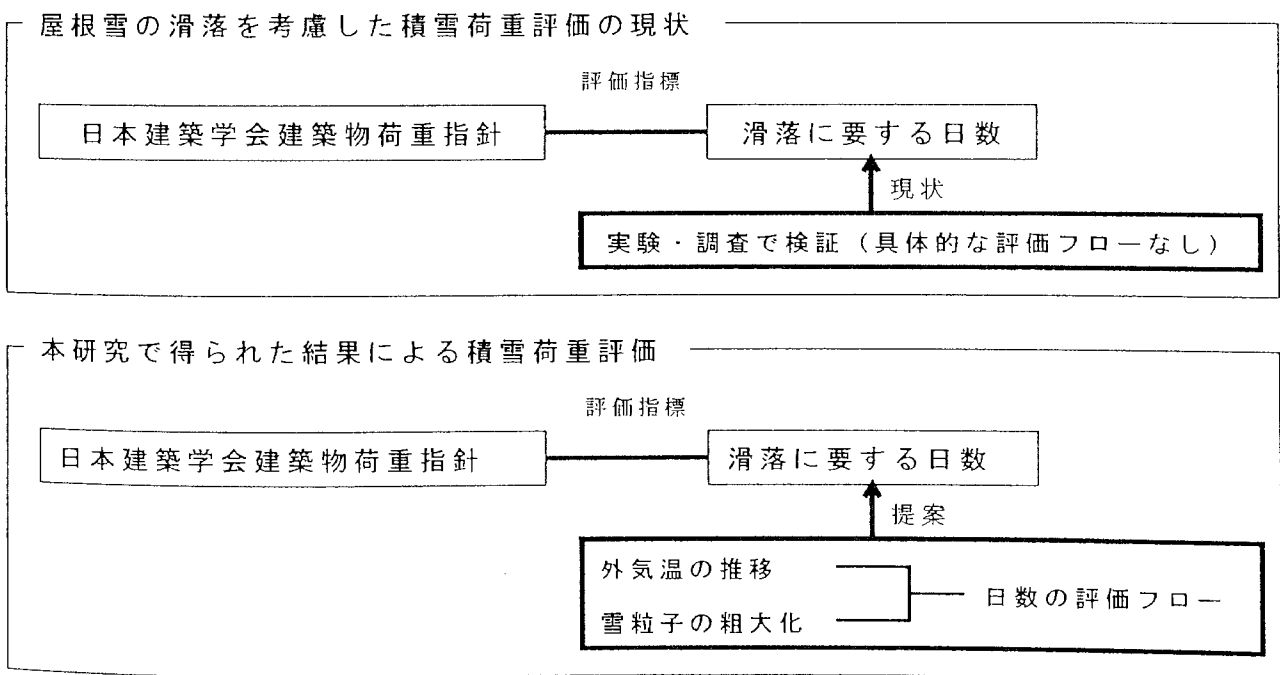 屋根雪の滑落を考慮した積雪荷重評価の現状
評価指標
日本建築学会建築物荷重指針
滑落に要する日数
現状
実験・調査で検証（具体的な評価フローなし）
本研究で得られた結果による積雪荷重評価
評価指標
日本建築学会建築物荷重指針
滑落に要する日数
提案
外気温の推移
雪粒子の粗大化
日数の評価フロー